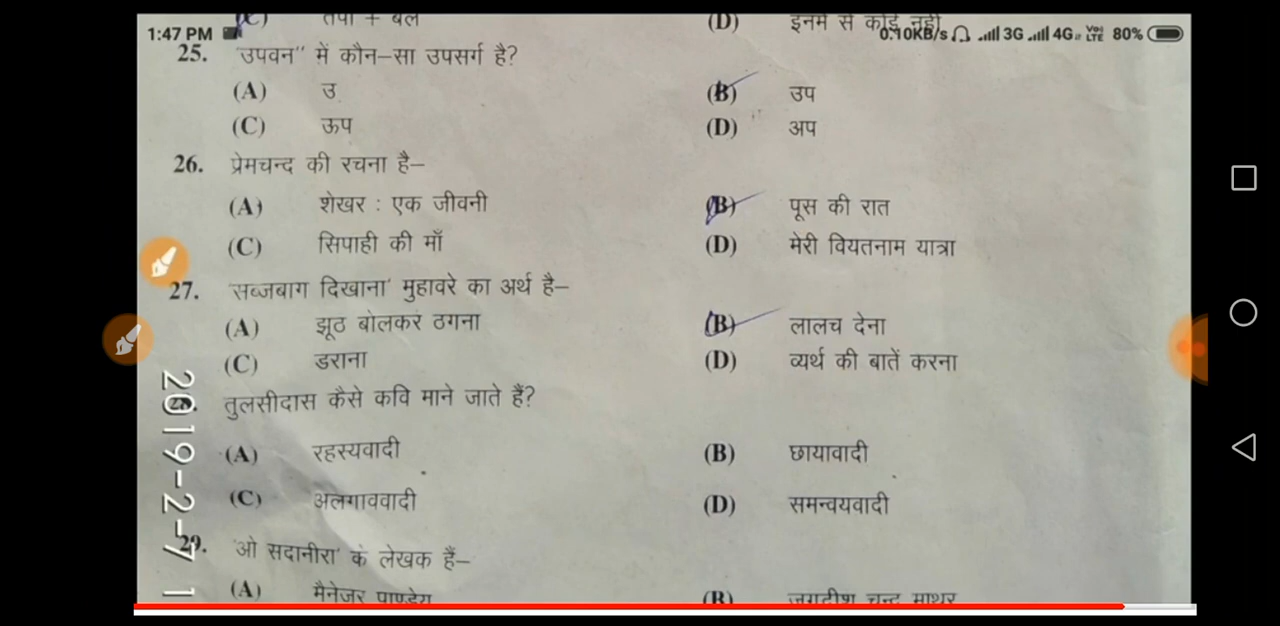 (C) तपो + बल (D) इनमें से कोई नहीं
1:47 PM 0.10KB/s 3G 4G VoLTE 80%
25. 'उपवन" में कौन–सा उपसर्ग है?
(A) उ (B) उप
(C) ऊप (D) अप
26. प्रेमचन्द की रचना है–
(A) शेखर : एक जीवनी (B) पूस की रात
(C) सिपाही की माँ (D) मेरी वियतनाम यात्रा
27. 'सब्जबाग दिखाना' मुहावरे का अर्थ है–
(A) झूठ बोलकर ठगना (B) लालच देना
(C) डराना (D) व्यर्थ की बातें करना
28. तुलसीदास कैसे कवि माने जाते हैं?
(A) रहस्यवादी (B) छायावादी
(C) अलगाववादी (D) समन्वयवादी
29. 'ओ सदानीरा' के लेखक हैं–
(A) मैनेजर पाण्डेय (B) जगदीश चन्द्र माथुर
2019-2-7 1